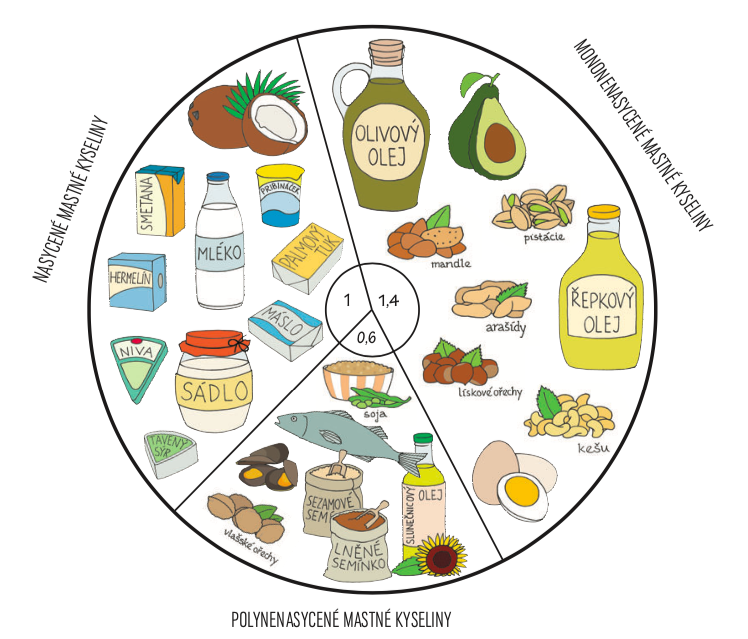 NASYCENÉ MASTNÉ KYSELINY
MONONENASYCENÉ MASTNÉ KYSELINY
OLIVOVÝ
OLEJ
SMETANA
PRIBINÁČEK
MLÉKO
PALMOVÝ
TUK
HERMELÍN
MÁSLO
NIVA
SÁDLO
TAVENÝ
SÝR
pistácie
mandle
ŘEPKOVÝ
OLEJ
arašídy
lískové ořechy
kešu
1
1,4
0,6
soja
SEZAMOVÉ
SEM
LNĚNÉ
SEMÍNKO
SLUNEČNICOVÝ
OLEJ
vlašské ořechy
POLYNENASYCENÉ MASTNÉ KYSELINY